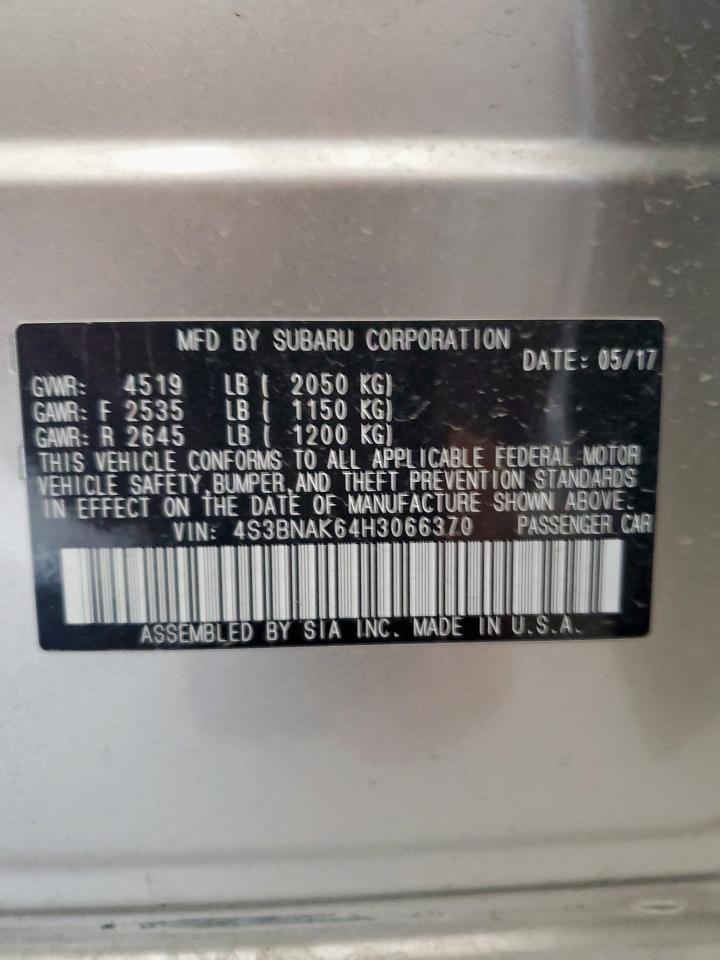 MFD BY SUBARU CORPORATION
DATE: 05/17
GVWR: 4519 LB ( 2050 KG)
GAWR: F 2535 LB ( 1150 KG)
GAWR: R 2645 LB ( 1200 KG)
THIS VEHICLE CONFORMS TO ALL APPLICABLE FEDERAL MOTOR
VEHICLE SAFETY,BUMPER,AND THEFT PREVENTION STANDARDS
IN EFFECT ON THE DATE OF MANUFACTURE SHOWN ABOVE.
VIN: 4S3BNAK64H3066370 PASSENGER CAR
ASSEMBLED BY SIA INC. MADE IN U.S.A.